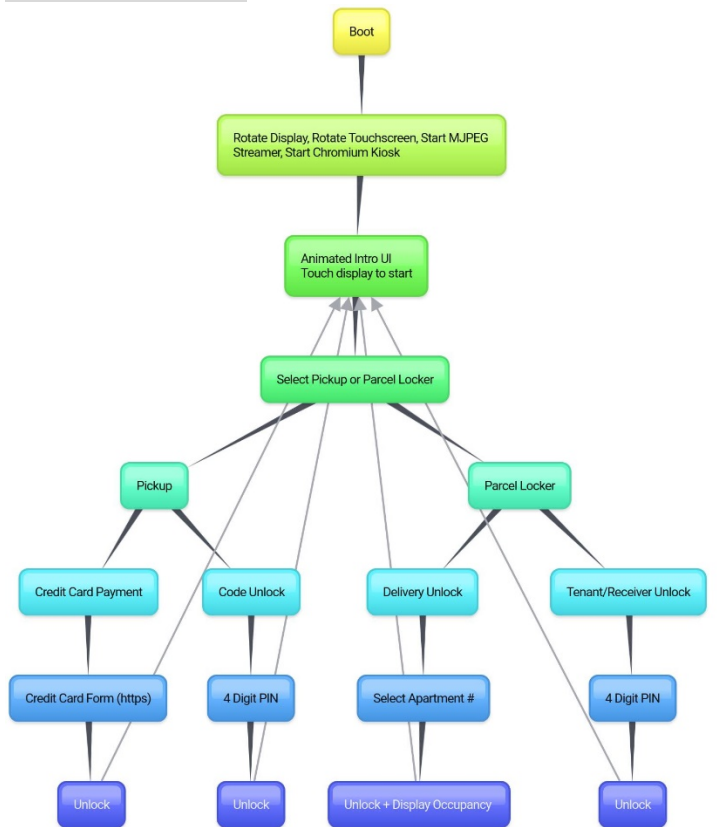 Boot
Rotate Display, Rotate Touchscreen, Start MJPEG
Streamer, Start Chromium Kiosk
Animated Intro UI
Touch display to start
Select Pickup or Parcel Locker
Pickup
Parcel Locker
Credit Card Payment
Code Unlock
Delivery Unlock
Tenant/Receiver Unlock
Credit Card Form (https)
4 Digit PIN
Select Apartment #
4 Digit PIN
Unlock
Unlock
Unlock + Display Occupancy
Unlock